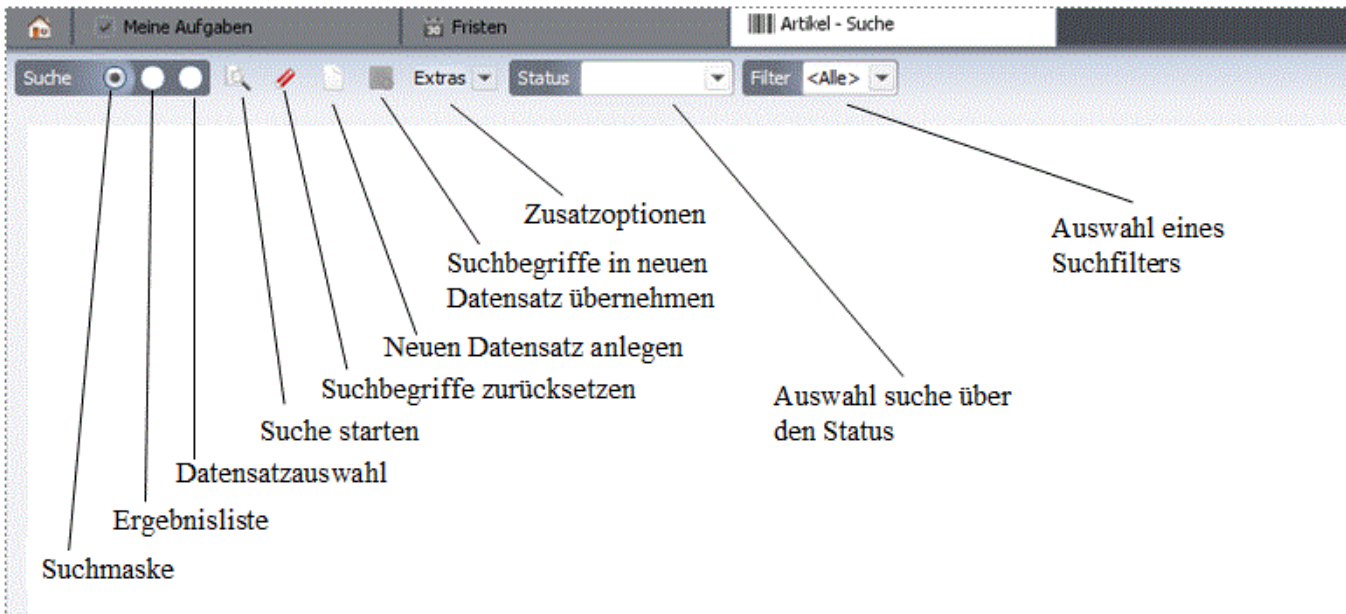 Meine Aufgaben
30 Fristen
Artikel - Suche
Suche
Extras
Status
Filter <Alle>
Zusatzoptionen
Auswahl eines
Suchfilters
Suchbegriffe in neuen
Datensatz übernehmen
Neuen Datensatz anlegen
Suchbegriffe zurücksetzen
Auswahl suche über
den Status
Suche starten
Datensatzauswahl
Ergebnisliste
Suchmaske